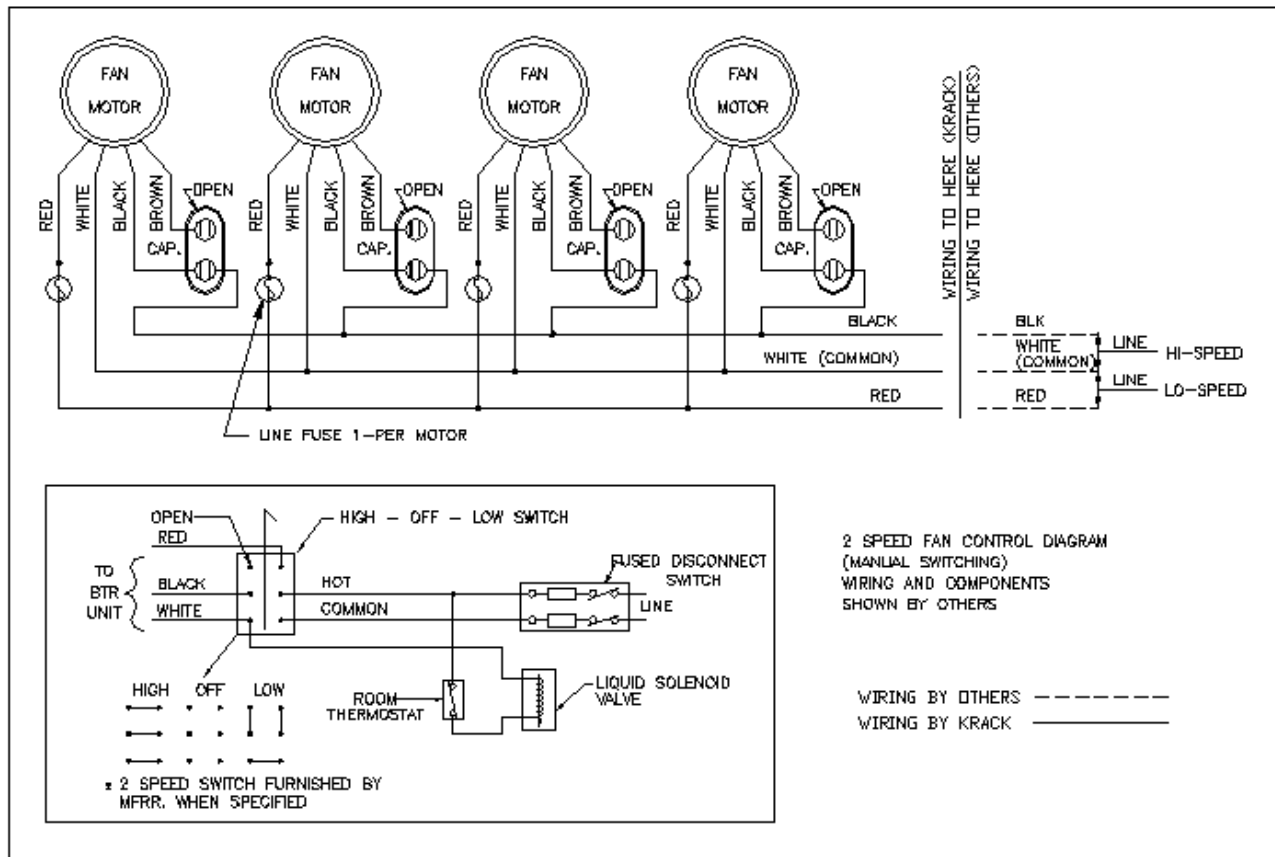 FAN
MOTOR
FAN
MOTOR
FAN
MOTOR
FAN
MOTOR
WIRING TO HERE (KRACK)
WIRING TO HERE (OTHERS)
RED
WHITE
BLACK
BROWN
OPEN
CAP.
RED
WHITE
BLACK
BROWN
OPEN
CAP.
RED
WHITE
BLACK
BROWN
OPEN
CAP.
RED
WHITE
BLACK
BROWN
OPEN
CAP.
BLACK
BLK
WHITE (COMMON)
WHITE
(COMMON)
LINE
HI-SPEED
LINE
LO-SPEED
RED
RED
LINE FUSE 1-PER MOTOR
OPEN
RED
HIGH - OFF - LOW SWITCH
TO
BTR
UNIT
BLACK
WHITE
HOT
COMMON
FUSED DISCONNECT
SWITCH
LINE
ROOM
THERMOSTAT
LIQUID SOLENOID
VALVE
HIGH OFF LOW
* 2 SPEED SWITCH FURNISHED BY
MFRR. WHEN SPECIFIED
2 SPEED FAN CONTROL DIAGRAM
(MANUAL SWITCHING)
WIRING AND COMPONENTS
SHOWN BY OTHERS
WIRING BY OTHERS
WIRING BY KRACK